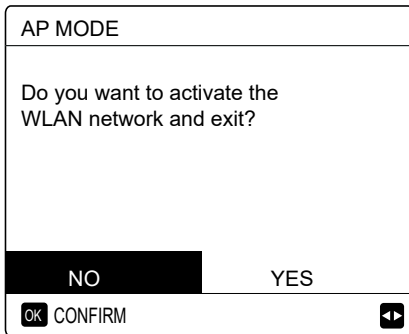 AP MODE
Do you want to activate the
WLAN network and exit?
NO YES
OK CONFIRM